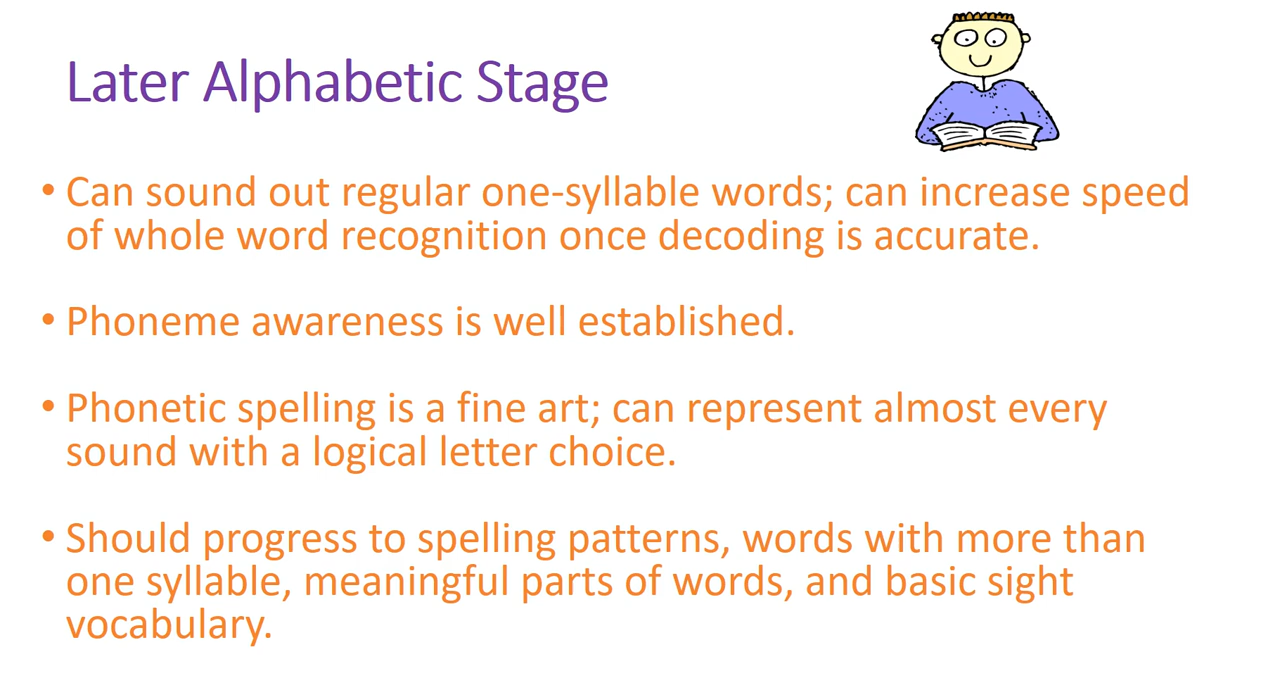 Later Alphabetic Stage
• Can sound out regular one-syllable words; can increase speed
of whole word recognition once decoding is accurate.
• Phoneme awareness is well established.
• Phonetic spelling is a fine art; can represent almost every
sound with a logical letter choice.
• Should progress to spelling patterns, words with more than
one syllable, meaningful parts of words, and basic sight
vocabulary.